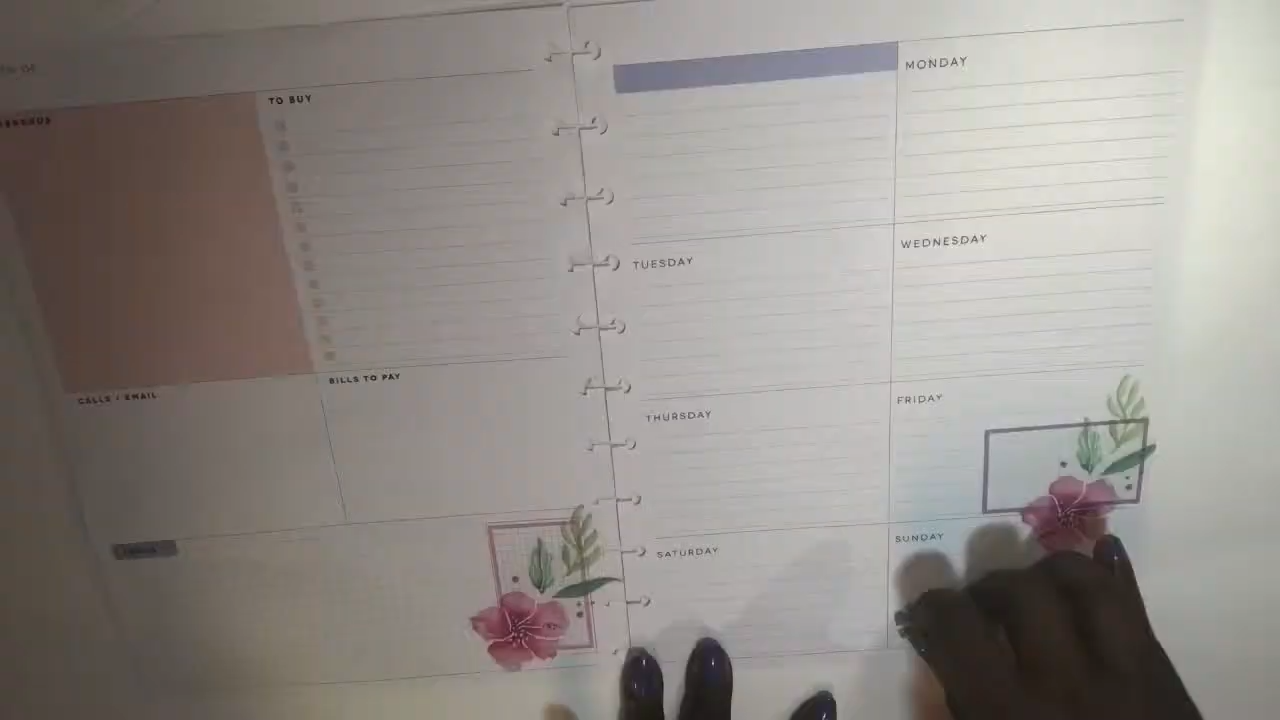 TO BUY
CALLS / EMAIL
BILLS TO PAY
MONDAY
TUESDAY
WEDNESDAY
THURSDAY
FRIDAY
SATURDAY
SUNDAY